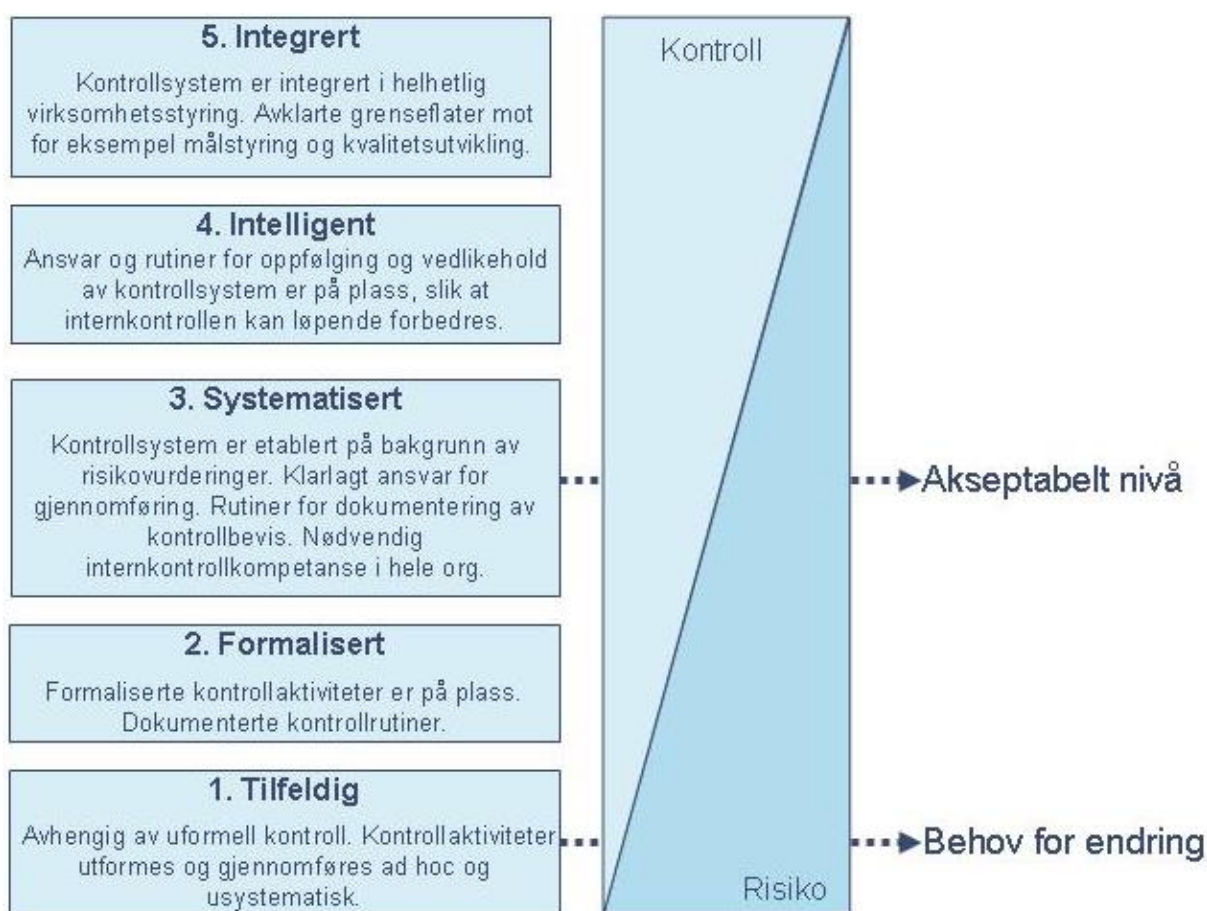 5. Integrert
Kontrollsystem er integrert i helhetlig
virksomhetsstyring. Avklarte grenseflater mot
for eksempel målstyring og kvalitetsutvikling.
4. Intelligent
Ansvar og rutiner for oppfølging og vedlikehold
av kontrollsystem er på plass, slik at
internkontrollen kan løpende forbedres.
3. Systematisert
Kontrollsystem er etablert på bakgrunn av
risikovurderinger. Klarlagt ansvar for
gjennomføring. Rutiner for dokumentering av
kontrollbevis. Nødvendig
internkontrollkompetanse i hele org.
2. Formalisert
Formaliserte kontrollaktiviteter er på plass.
Dokumenterte kontrollrutiner.
1. Tilfeldig
Avhengig av uformell kontroll. Kontrollaktiviteter
utformes og gjennomføres ad hoc og
usystematisk.
Kontroll
Risiko
Akseptabelt nivå
Behov for endring